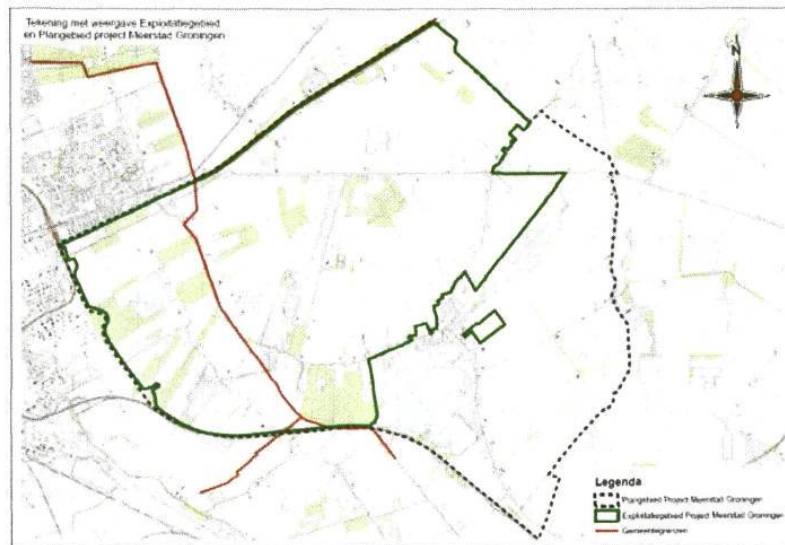 Tekening met weergave Exploitatiegebied
en Plangebied project Meerstad Groningen
N
Legenda
Plangebied Project Meerstad Groningen
Exploitatiegebied Project Meerstad Groningen
Gemeentegrenzen